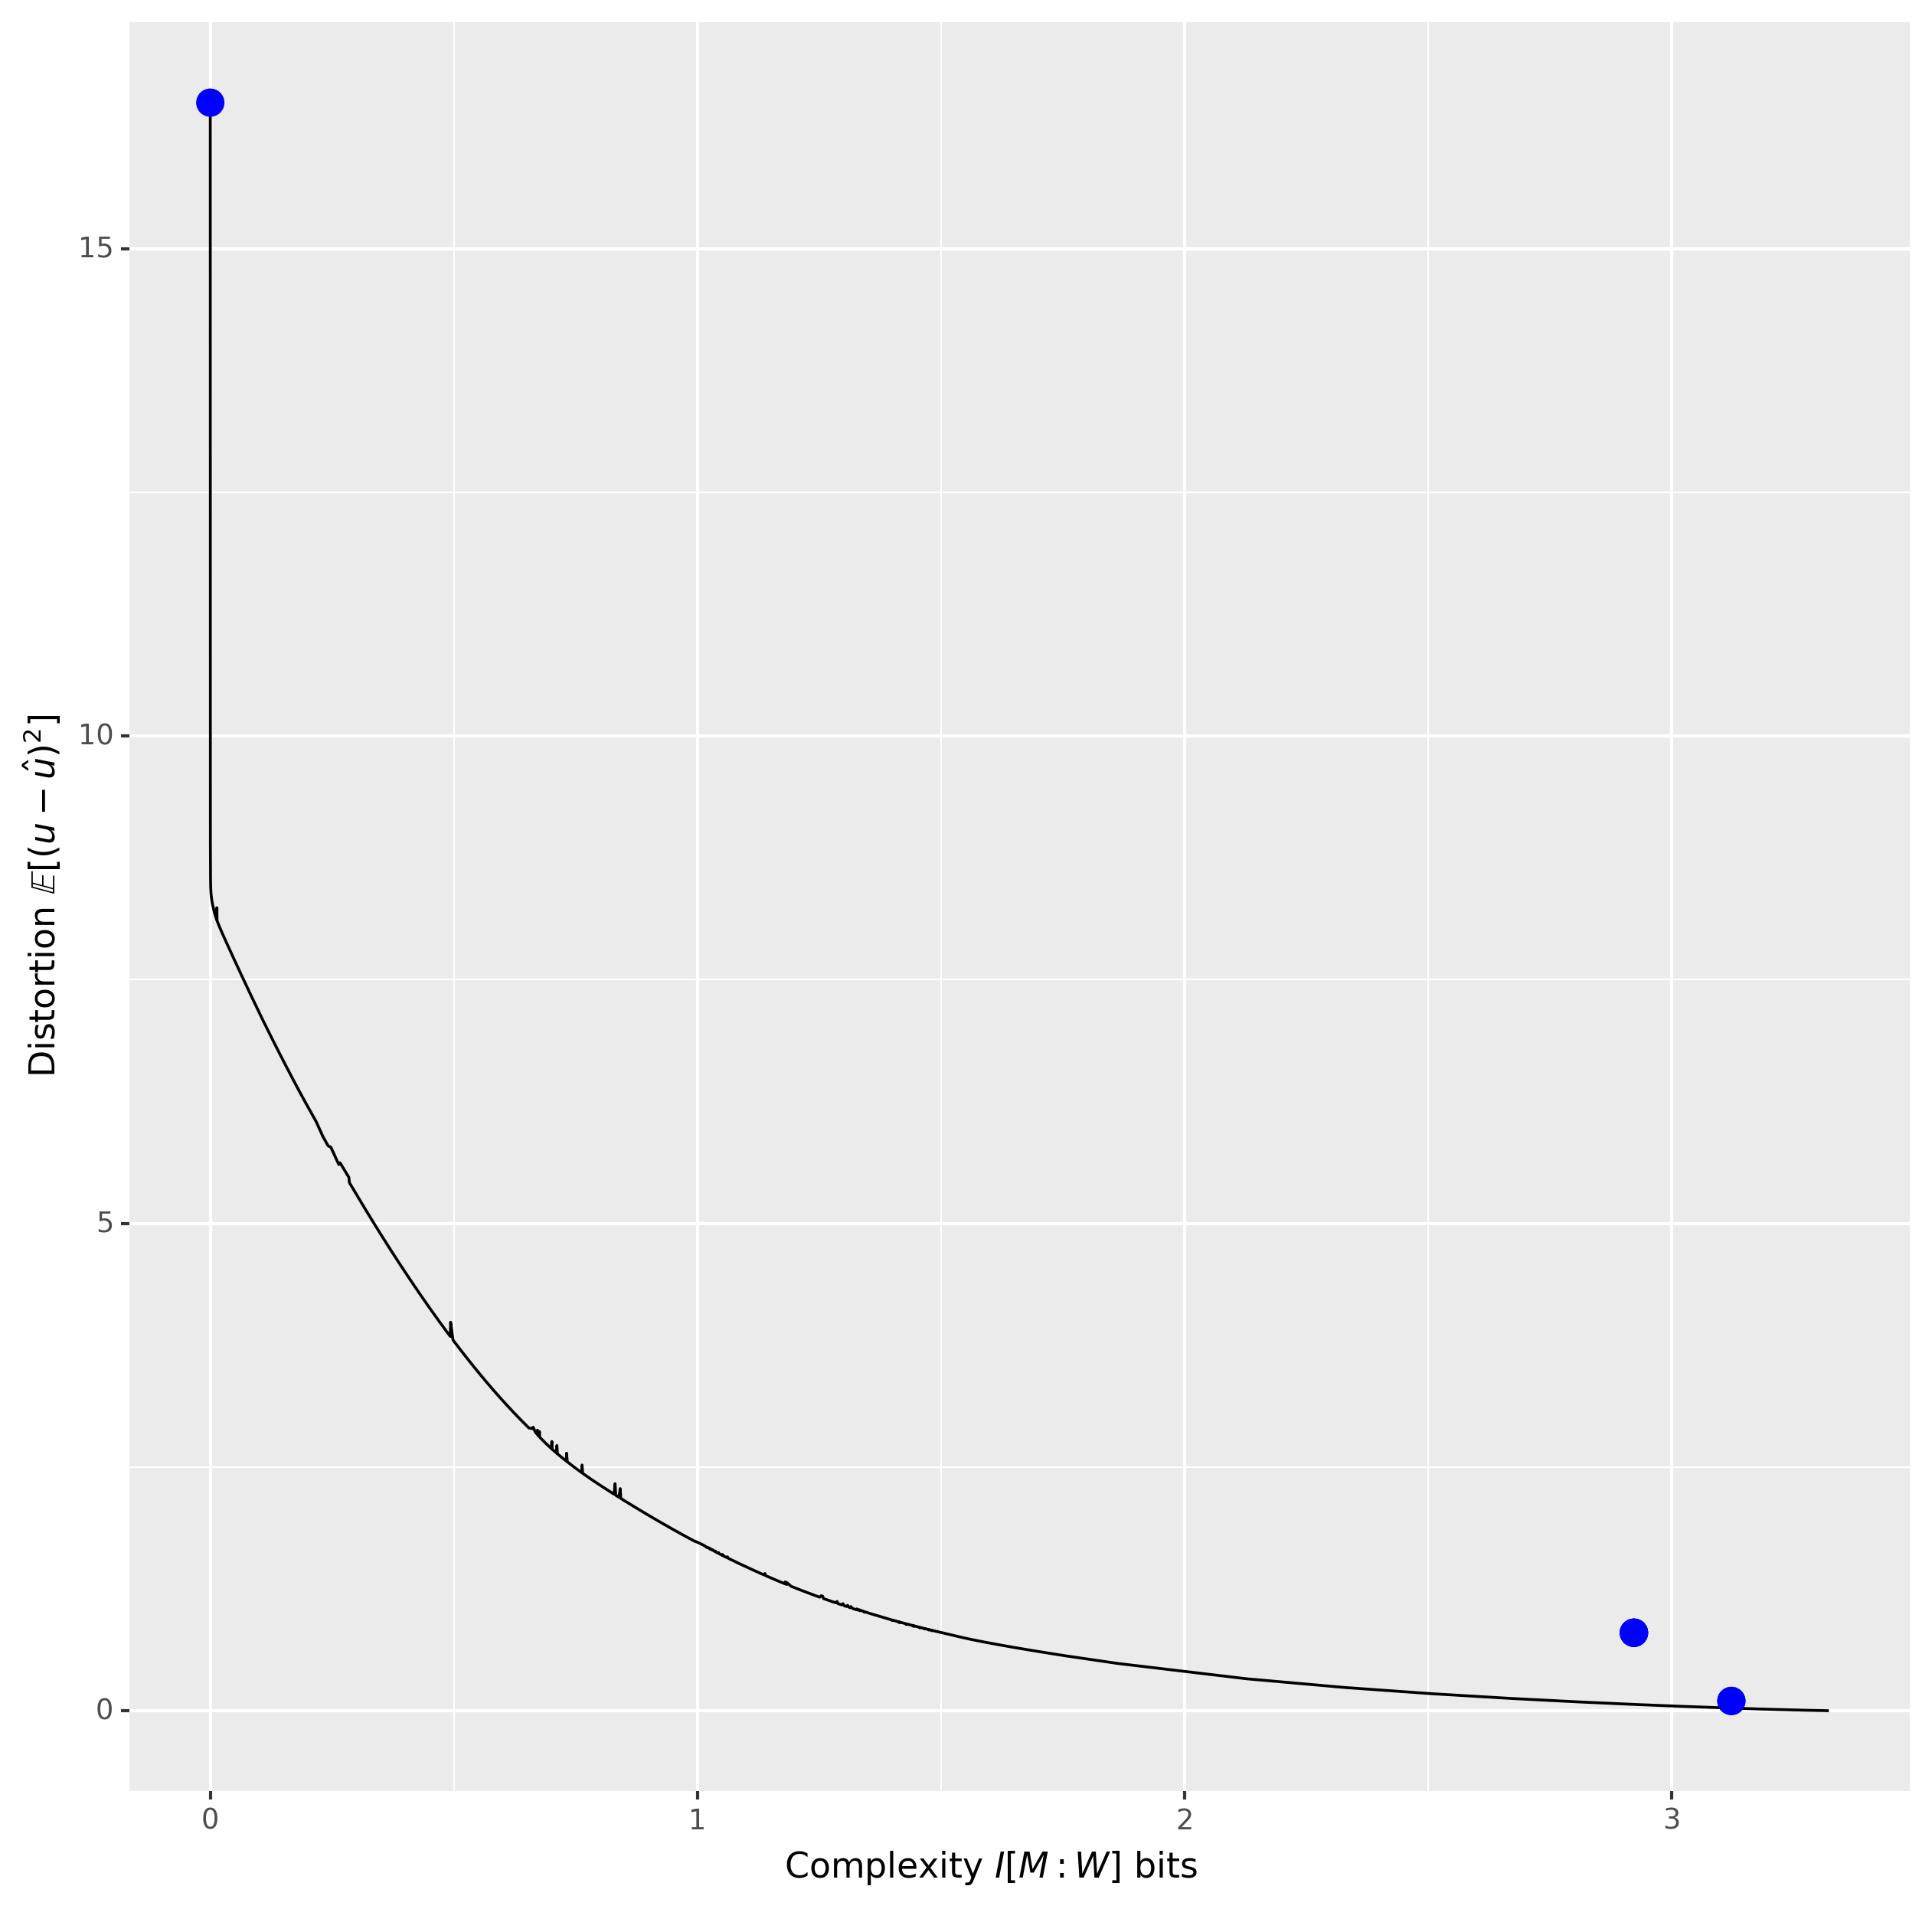 15
10
5
0
0 1 2 3
Complexity I[M : W] bits
Distortion 𝔼[(u − û)²]